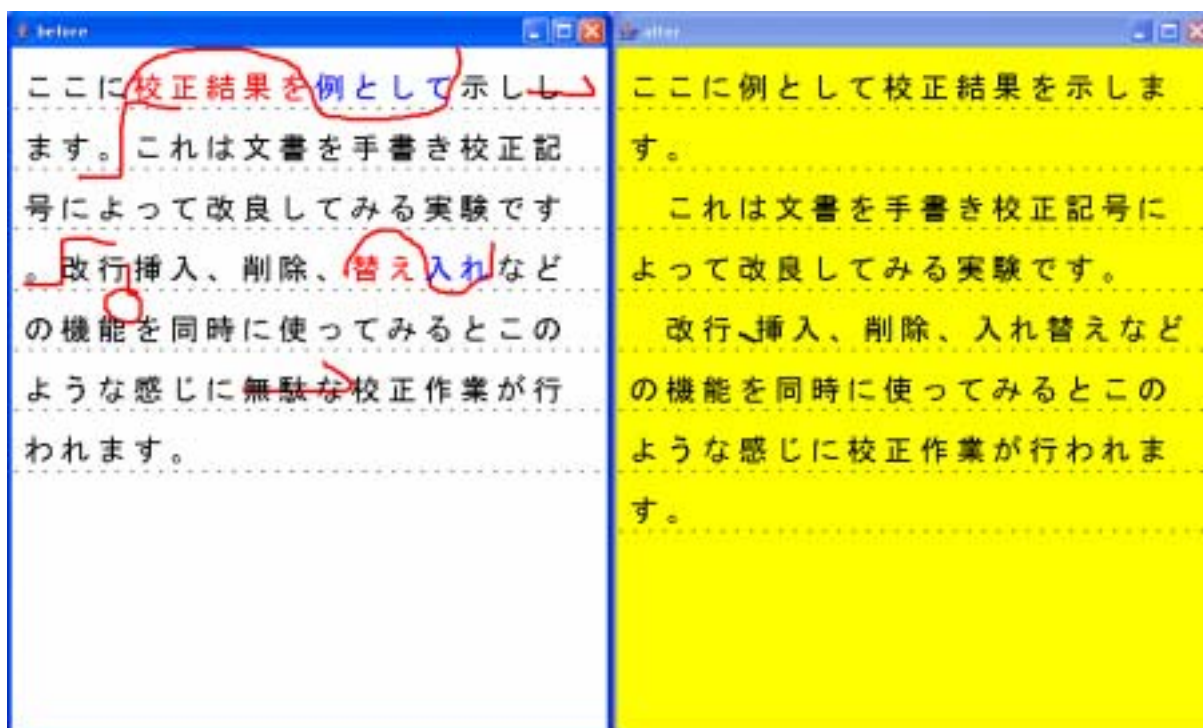 before
ここに校正結果を例として示しし
ます。これは文書を手書き校正記
号によって改良してみる実験です
。改行挿入、削除、替え入れなど
の機能を同時に使ってみるとこの
ような感じに無駄な校正作業が行
われます。
after
ここに例として校正結果を示しま
す。
これは文書を手書き校正記号に
よって改良してみる実験です。
改行、挿入、削除、入れ替えなど
の機能を同時に使ってみるとこの
ような感じに校正作業が行われま
す。